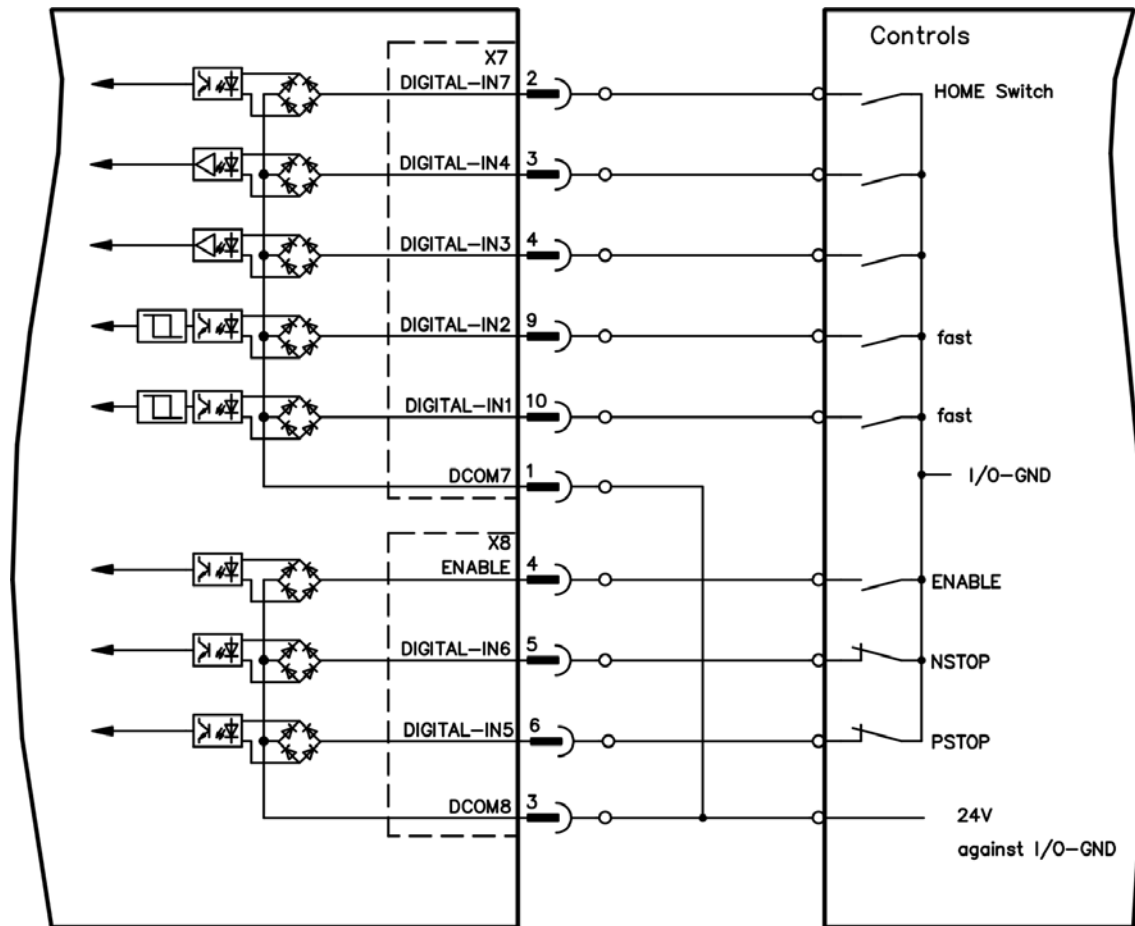 Controls
X7
DIGITAL-IN7 2 HOME Switch
DIGITAL-IN4 3
DIGITAL-IN3 4
DIGITAL-IN2 9 fast
DIGITAL-IN1 10 fast
DCOM7 1 I/O-GND
X8
ENABLE 4 ENABLE
DIGITAL-IN6 5 NSTOP
DIGITAL-IN5 6 PSTOP
DCOM8 3 24V
against I/O-GND